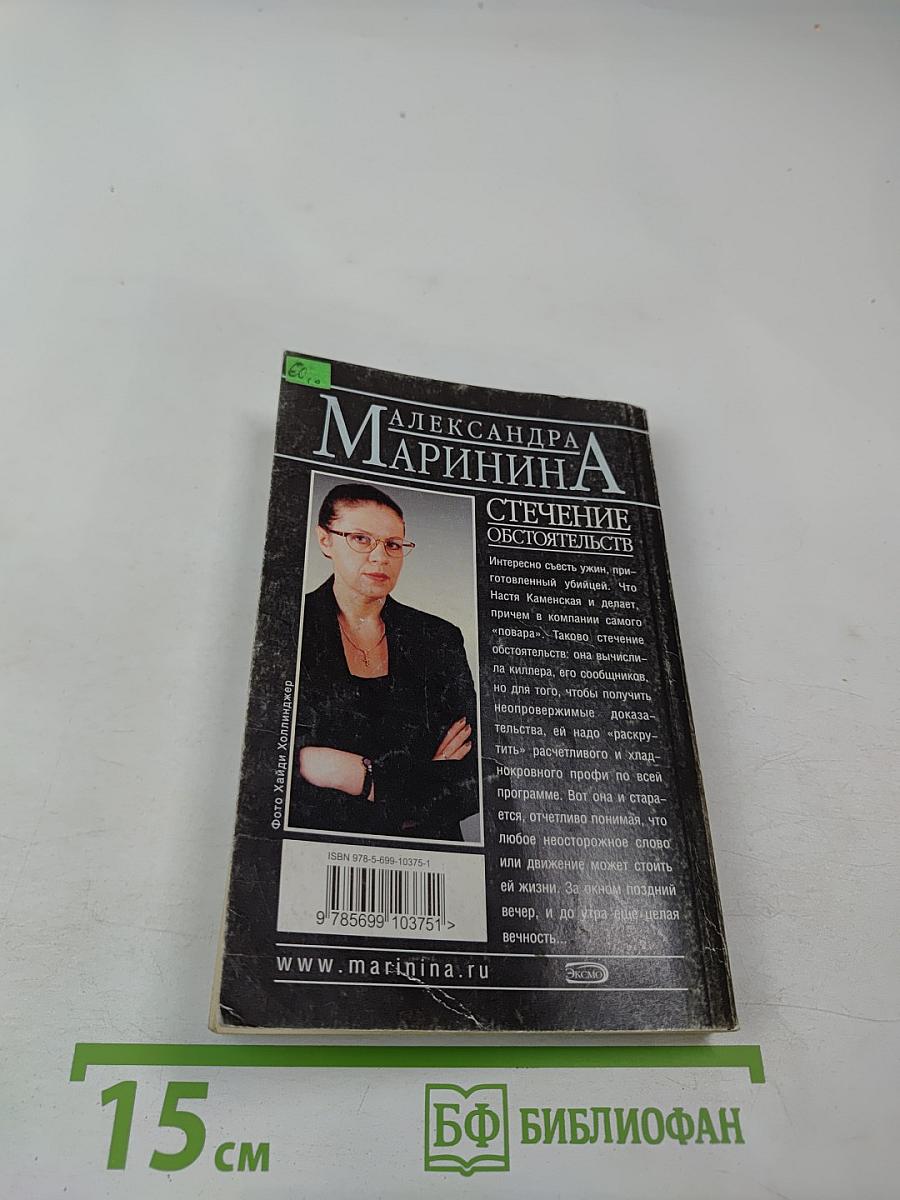 60,0
АЛЕКСАНДРА
МАРИНИНА
СТЕЧЕНИЕ
ОБСТОЯТЕЛЬСТВ
Интересно съесть ужин, при-
готовленный убийцей. Что
Настя Каменская и делает,
причем в компании самого
«повара». Таково стечение
обстоятельств: она вычисли-
ла киллера, его сообщников,
но для того, чтобы получить
неопровержимые доказа-
тельства, ей надо «раскру-
тить» расчетливого и хлад-
нокровного профи по всей
программе. Вот она и стара-
ется, отчетливо понимая, что
любое неосторожное слово
или движение может стоить
ей жизни. За окном поздний
вечер, и до утра еще целая
вечность...
Фото Хайди Холлинджер
ISBN 978-5-699-10375-1
9 785699 103751 >
www.marinina.ru
ЭКСМО
15 см
БФ БИБЛИОФАН